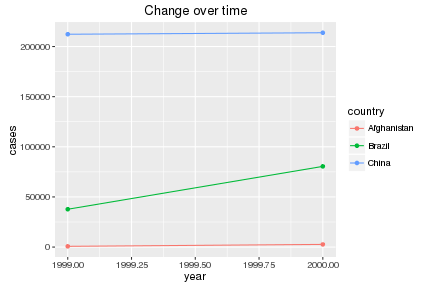 Change over time
cases
200000
150000
100000
50000
0
1999.00 1999.25 1999.50 1999.75 2000.00
year
country
Afghanistan
Brazil
China